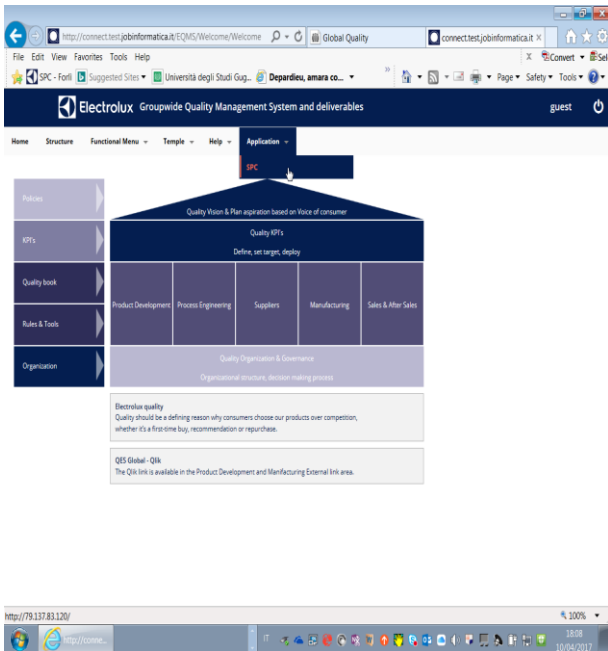 http://connect.test.jobinformatica.it/EQMS/Welcome/Welcome
Global Quality
connect.test.jobinformatica.it
File Edit View Favorites Tools Help
X Convert Sel
SPC - Forlì Suggested Sites Università degli Studi Gug... Depardieu, amara co...
Page Safety Tools
Electrolux Groupwide Quality Management System and deliverables
guest
Home Structure Functional Menu Temple Help Application
SPC
Policies
Quality Vision & Plan aspiration based on Voice of consumer
KPI's
Quality KPI's
Define, set target, deploy
Quality book
Product Development Process Engineering Suppliers Manufacturing Sales & After Sales
Rules & Tools
Organization
Quality Organization & Governance
Organizational structure, decision making process
Electrolux quality
Quality should be a defining reason why consumers choose our products over competition,
whether it's a first-time buy, recommendation or repurchase.
QES Global - Qlik
The Qlik link is available in the Product Development and Manifacturing External link area.
http://79.137.83.120/
100%
http://conne...
IT
18:08
10/04/2017